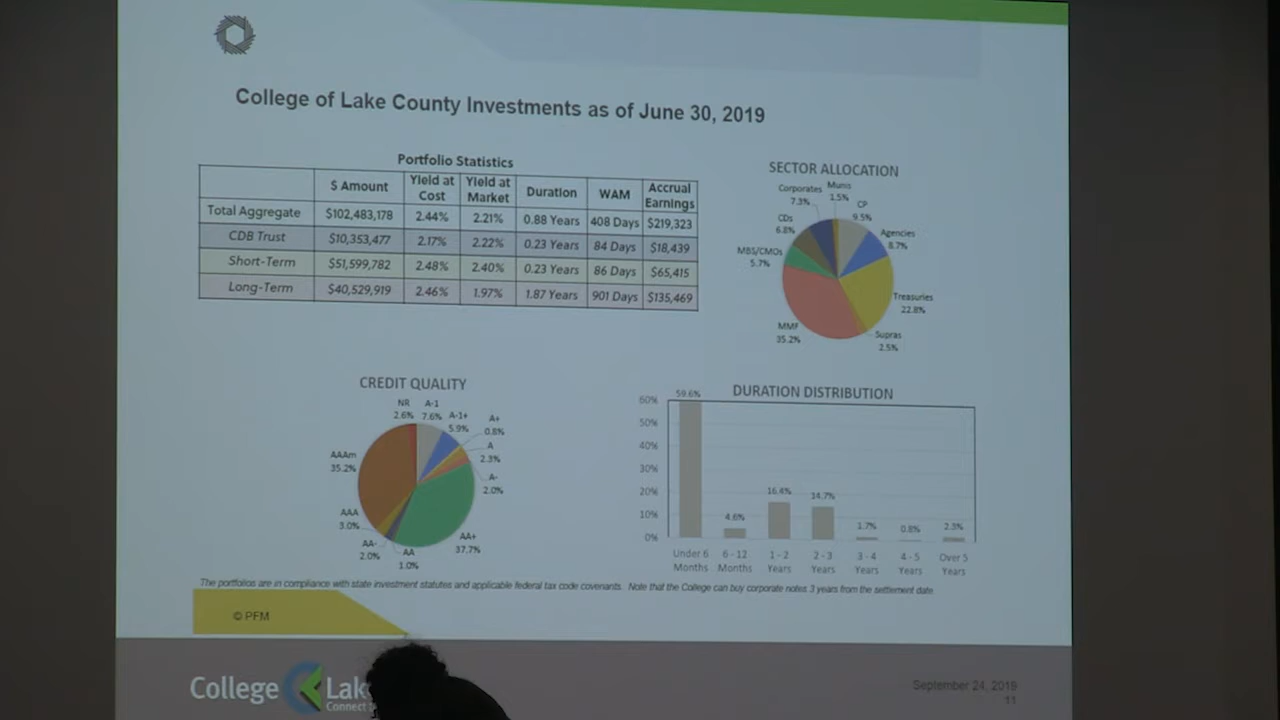 College of Lake County Investments as of June 30, 2019
Portfolio Statistics
$ Amount Yield at Cost Yield at Market Duration WAM Accrual Earnings
Total Aggregate $102,483,178 2.44% 2.21% 0.88 Years 408 Days $219,323
CDB Trust $10,353,477 2.17% 2.22% 0.23 Years 84 Days $18,439
Short-Term $51,599,782 2.48% 2.40% 0.23 Years 86 Days $65,415
Long-Term $40,529,919 2.46% 1.97% 1.87 Years 901 Days $135,469
SECTOR ALLOCATION
Munis
1.5%
Corporates
7.3%
CP
9.5%
CDs
6.8%
Agencies
8.7%
MBS/CMOs
5.7%
Treasuries
22.8%
MMF
35.2%
Supras
2.5%
CREDIT QUALITY
NR
2.6%
A-1
7.6%
A-1+
5.9%
A+
0.8%
A
2.3%
A-
2.0%
AAAm
35.2%
AAA
3.0%
AA-
2.0%
AA
1.0%
AA+
37.7%
DURATION DISTRIBUTION
60%
50%
40%
30%
20%
10%
0%
59.6% 4.6% 16.4% 14.7% 1.7% 0.8% 2.3%
Under 6 6 - 12 1 - 2 2 - 3 3 - 4 4 - 5 Over 5
Months Months Years Years Years Years Years
The portfolios are in compliance with state investment statutes and applicable federal tax code covenants. Note that the College can buy corporate notes 3 years from the settlement date.
© PFM
College Lak
Connect
September 24, 2019
11